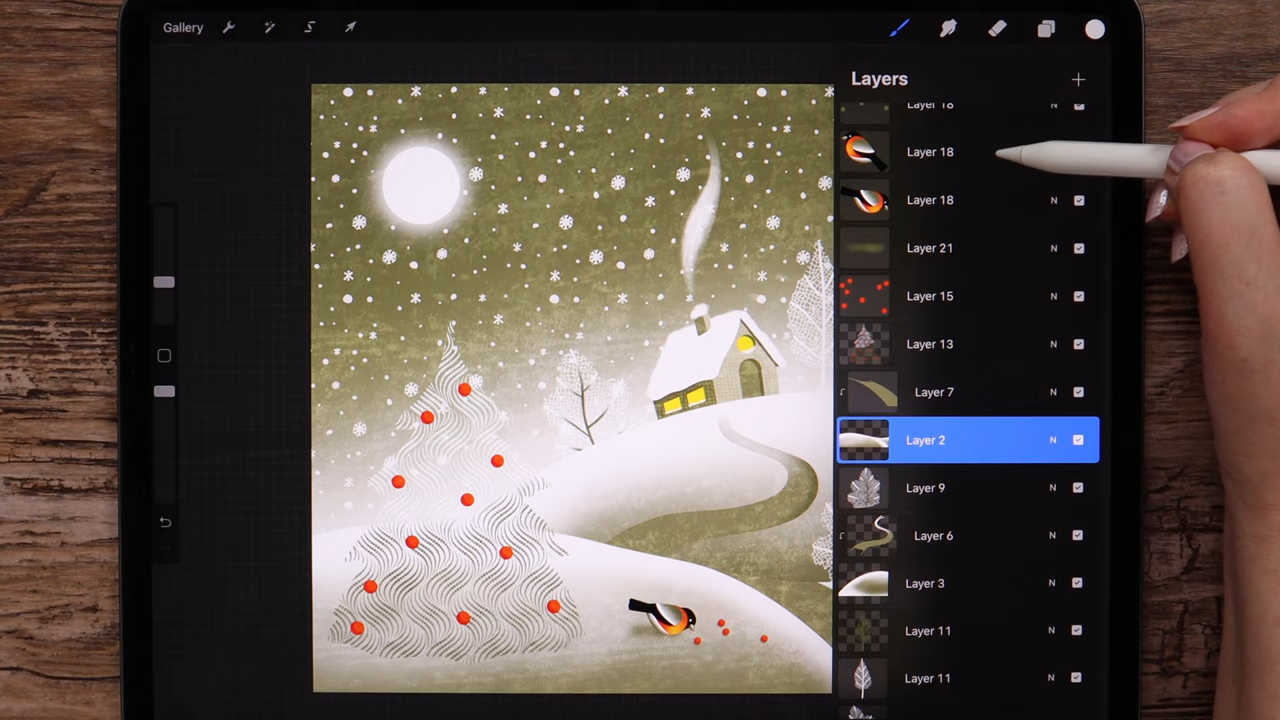 Gallery
Layers
Layer 18
Layer 18
Layer 18 N
Layer 21 N
Layer 15 N
Layer 13 N
Layer 7 N
Layer 2 N
Layer 9 N
Layer 6 N
Layer 3 N
Layer 11 N
Layer 11 N